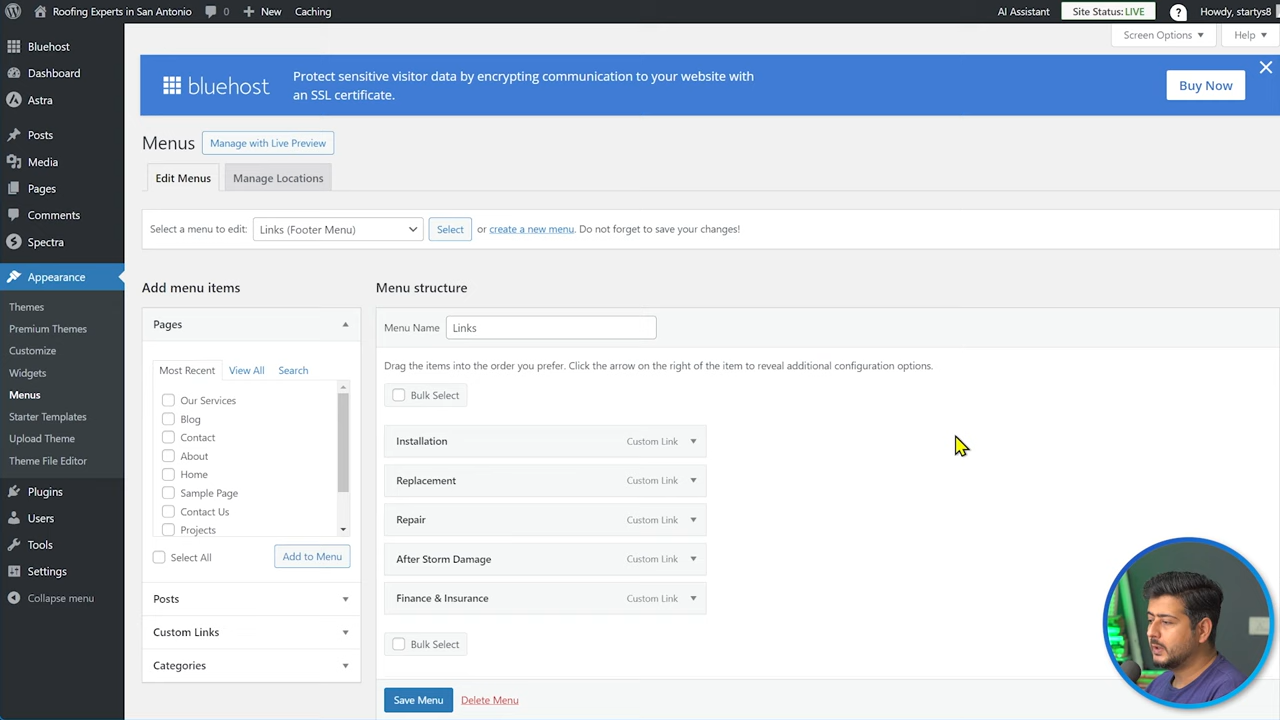 Roofing Experts in San Antonio
0
New
Caching
AI Assistant
Site Status: LIVE
?
Howdy, startys8
Screen Options
Help
Bluehost
Dashboard
Astra
Posts
Media
Pages
Comments
Spectra
Appearance
Themes
Premium Themes
Customize
Widgets
Menus
Starter Templates
Upload Theme
Theme File Editor
Plugins
Users
Tools
Settings
Collapse menu
bluehost
Protect sensitive visitor data by encrypting communication to your website with
an SSL certificate.
Buy Now
Menus
Manage with Live Preview
Edit Menus
Manage Locations
Select a menu to edit:
Links (Footer Menu)
Select
or create a new menu. Do not forget to save your changes!
Add menu items
Pages
Most Recent
View All
Search
Our Services
Blog
Contact
About
Home
Sample Page
Contact Us
Projects
Select All
Add to Menu
Posts
Custom Links
Categories
Menu structure
Menu Name
Links
Drag the items into the order you prefer. Click the arrow on the right of the item to reveal additional configuration options.
Bulk Select
Installation Custom Link
Replacement Custom Link
Repair Custom Link
After Storm Damage Custom Link
Finance & Insurance Custom Link
Bulk Select
Save Menu
Delete Menu